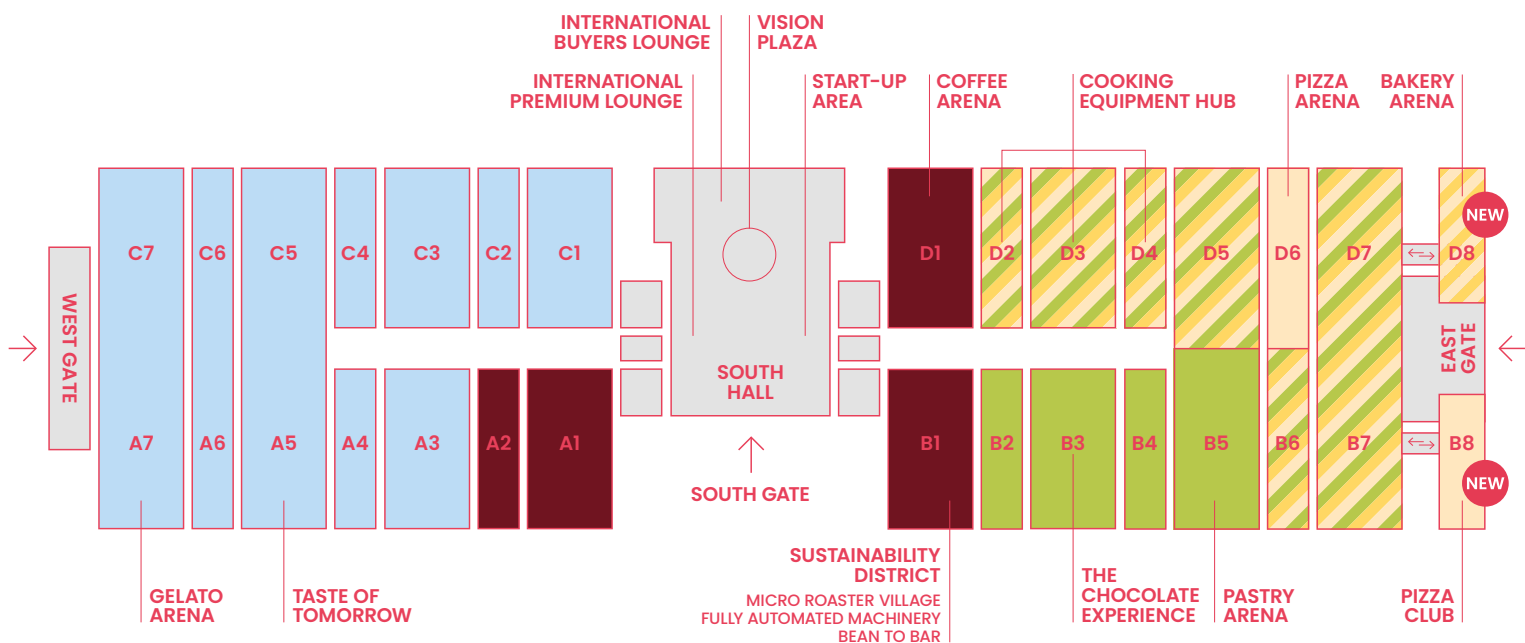 INTERNATIONAL
BUYERS LOUNGE
VISION
PLAZA
INTERNATIONAL
PREMIUM LOUNGE
START-UP
AREA
COFFEE
ARENA
COOKING
EQUIPMENT HUB
PIZZA
ARENA
BAKERY
ARENA
NEW
C7 C6 C5 C4 C3 C2 C1 D1 D2 D3 D4 D5 D6 D7 D8
WEST GATE
SOUTH
HALL
EAST
GATE
A7 A6 A5 A4 A3 A2 A1 B1 B2 B3 B4 B5 B6 B7 B8
NEW
SOUTH GATE
GELATO
ARENA
TASTE OF
TOMORROW
SUSTAINABILITY
DISTRICT
MICRO ROASTER VILLAGE
FULLY AUTOMATED MACHINERY
BEAN TO BAR
THE
CHOCOLATE
EXPERIENCE
PASTRY
ARENA
PIZZA
CLUB